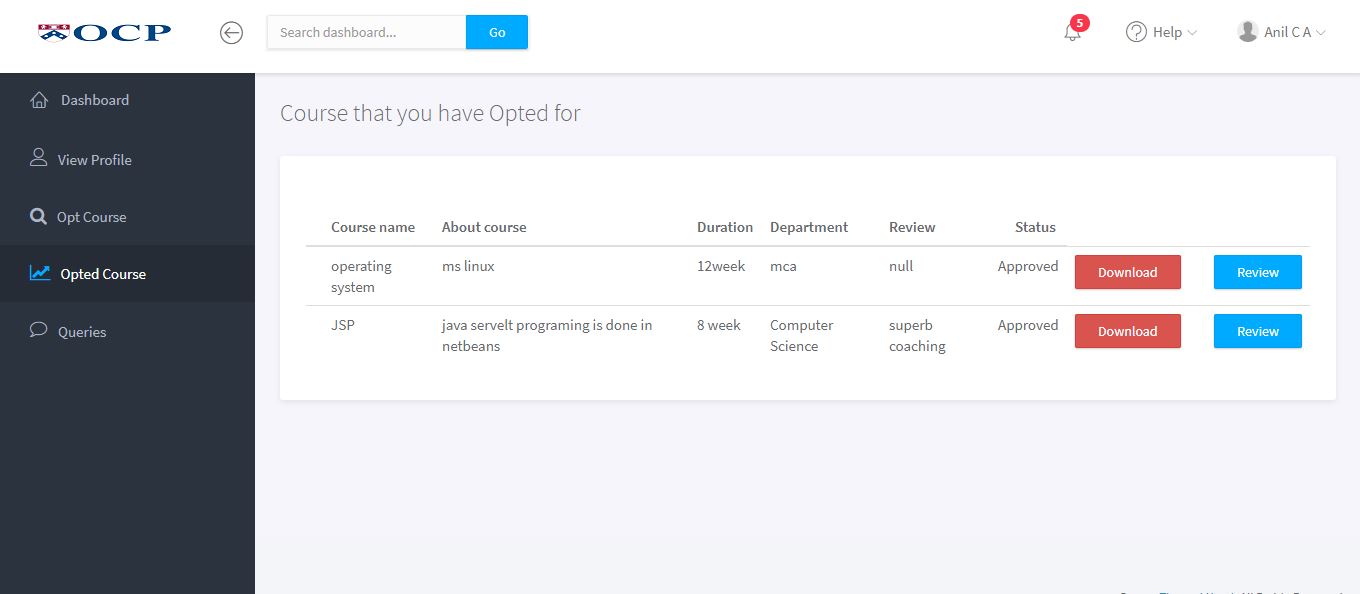 OCP
Search dashboard...
Go
5
Help
Anil C A
Dashboard
View Profile
Opt Course
Opted Course
Queries
Course that you have Opted for
Course name About course Duration Department Review Status
operating ms linux 12week mca null Approved Download Review
system
JSP java servelt programing is done in 8 week Computer superb Approved Download Review
netbeans Science coaching